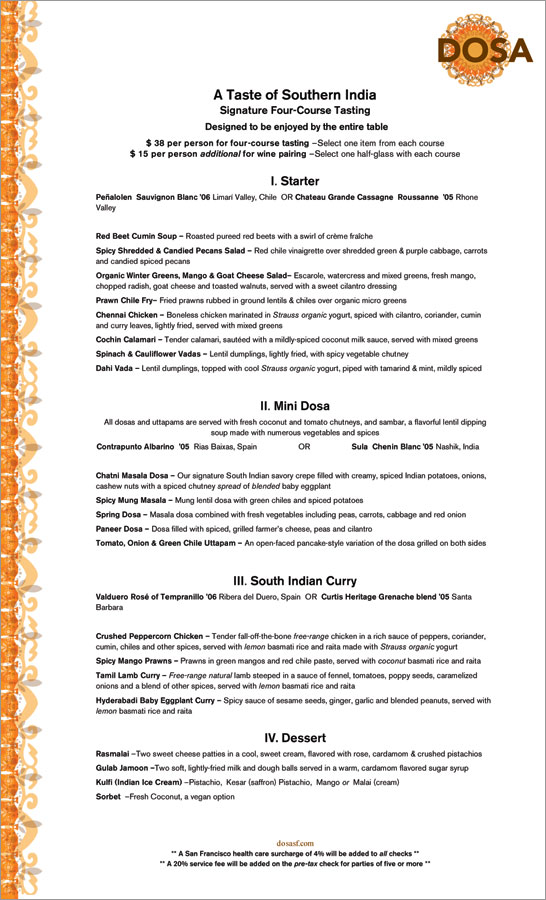 DOSA
A Taste of Southern India
Signature Four-Course Tasting
Designed to be enjoyed by the entire table
$ 38 per person for four-course tasting –Select one item from each course
$ 15 per person additional for wine pairing –Select one half-glass with each course
I. Starter
Peñalolen Sauvignon Blanc '06 Limari Valley, Chile OR Chateau Grande Cassagne Roussanne '05 Rhone
Valley
Red Beet Cumin Soup – Roasted pureed red beets with a swirl of crème fraîche
Spicy Shredded & Candied Pecans Salad – Red chile vinaigrette over shredded green & purple cabbage, carrots
and candied spiced pecans
Organic Winter Greens, Mango & Goat Cheese Salad– Escarole, watercress and mixed greens, fresh mango,
chopped radish, goat cheese and toasted walnuts, served with a sweet cilantro dressing
Prawn Chile Fry– Fried prawns rubbed in ground lentils & chiles over organic micro greens
Chennai Chicken – Boneless chicken marinated in Strauss organic yogurt, spiced with cilantro, coriander, cumin
and curry leaves, lightly fried, served with mixed greens
Cochin Calamari – Tender calamari, sautéed with a mildly-spiced coconut milk sauce, served with mixed greens
Spinach & Cauliflower Vadas – Lentil dumplings, lightly fried, with spicy vegetable chutney
Dahi Vada – Lentil dumplings, topped with cool Strauss organic yogurt, piped with tamarind & mint, mildly spiced
II. Mini Dosa
All dosas and uttapams are served with fresh coconut and tomato chutneys, and sambar, a flavorful lentil dipping
soup made with numerous vegetables and spices
Contrapunto Albarino '05 Rias Baixas, Spain OR Sula Chenin Blanc '05 Nashik, India
Chatni Masala Dosa – Our signature South Indian savory crepe filled with creamy, spiced Indian potatoes, onions,
cashew nuts with a spiced chutney spread of blended baby eggplant
Spicy Mung Masala – Mung lentil dosa with green chiles and spiced potatoes
Spring Dosa – Masala dosa combined with fresh vegetables including peas, carrots, cabbage and red onion
Paneer Dosa – Dosa filled with spiced, grilled farmer's cheese, peas and cilantro
Tomato, Onion & Green Chile Uttapam – An open-faced pancake-style variation of the dosa grilled on both sides
III. South Indian Curry
Valduero Rosé of Tempranillo '06 Ribera del Duero, Spain OR Curtis Heritage Grenache blend '05 Santa
Barbara
Crushed Peppercorn Chicken – Tender fall-off-the-bone free-range chicken in a rich sauce of peppers, coriander,
cumin, chiles and other spices, served with lemon basmati rice and raita made with Strauss organic yogurt
Spicy Mango Prawns – Prawns in green mangos and red chile paste, served with coconut basmati rice and raita
Tamil Lamb Curry – Free-range natural lamb steeped in a sauce of fennel, tomatoes, poppy seeds, caramelized
onions and a blend of other spices, served with lemon basmati rice and raita
Hyderabadi Baby Eggplant Curry – Spicy sauce of sesame seeds, ginger, garlic and blended peanuts, served with
lemon basmati rice and raita
IV. Dessert
Rasmalai –Two sweet cheese patties in a cool, sweet cream, flavored with rose, cardamom & crushed pistachios
Gulab Jamoon –Two soft, lightly-fried milk and dough balls served in a warm, cardamom flavored sugar syrup
Kulfi (Indian Ice Cream) –Pistachio, Kesar (saffron) Pistachio, Mango or Malai (cream)
Sorbet –Fresh Coconut, a vegan option
dosasf.com
** A San Francisco health care surcharge of 4% will be added to all checks **
** A 20% service fee will be added on the pre-tax check for parties of five or more **